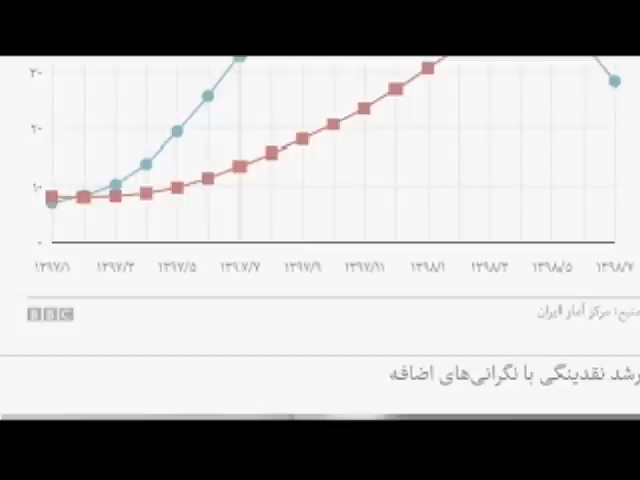 ۳۰
۲۰
۱۰
۰
۱۳۹۷/۱ ۱۳۹۷/۳ ۱۳۹۷/۵ ۱۳۹۷/۷ ۱۳۹۷/۹ ۱۳۹۷/۱۱ ۱۳۹۸/۱ ۱۳۹۸/۳ ۱۳۹۸/۵ ۱۳۹۸/۷
منبع: مرکز آمار ایران
BBC
رشد نقدینگی با نگرانی‌های اضافه